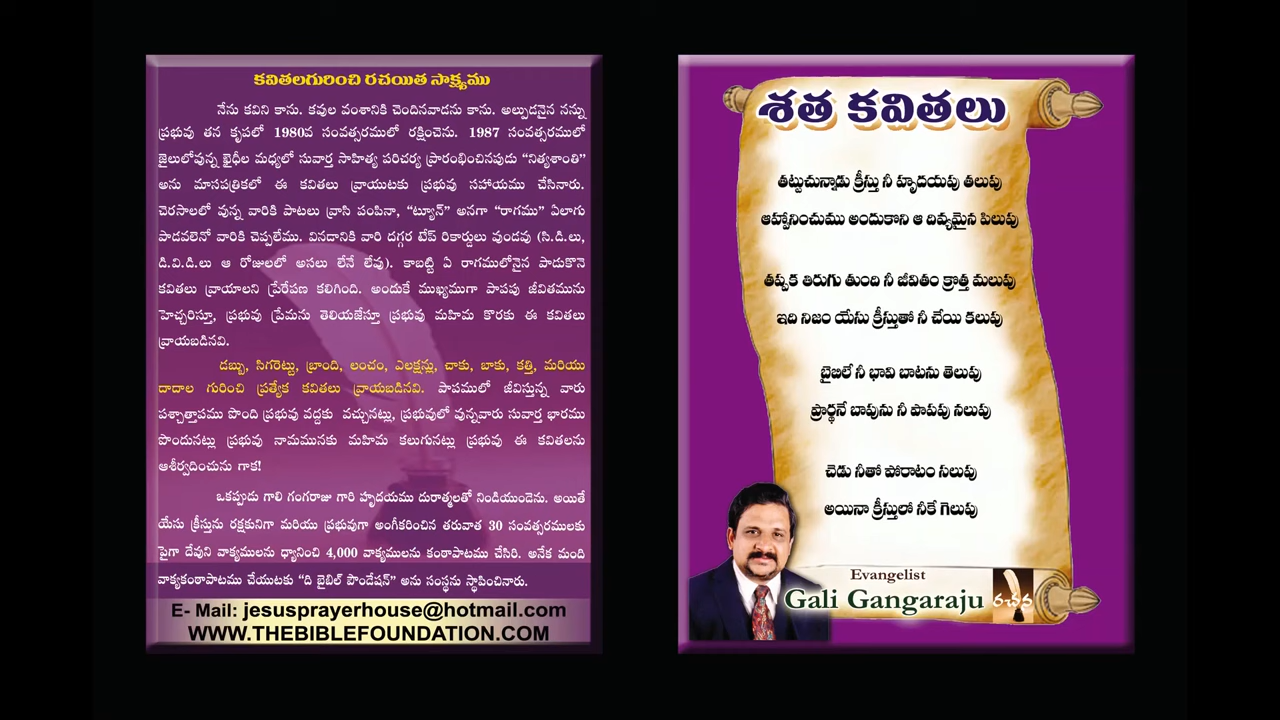 కవితలగురించి రచయిత సాక్ష్యము
నేను కవిని కాను. కవుల వంశానికి చెందినవాడను కాను. అల్పుడనైన నన్ను
ప్రభువు తన కృపలో 1980వ సంవత్సరములో రక్షించెను. 1987 సంవత్సరములో
జైలులోవున్న ఖైధీల మధ్యలో సువార్త సాహిత్య పరిచర్య ప్రారంభించినపుడు “నిత్యశాంతి”
అను మాసపత్రికలో ఈ కవితలు వ్రాయుటకు ప్రభువు సహాయము చేసినారు.
చెరసాలలో వున్న వారికి పాటలు వ్రాసి పంపినా, “ట్యూన్” అనగా “రాగము” ఏలాగు
పాడవలెనో వారికి చెప్పలేము. వినడానికి వారి దగ్గర టేప్ రికార్డులు వుండవు (సి.డి.లు,
డి.వి.డి.లు ఆ రోజులలో అసలు లేనే లేవు). కాబట్టి ఏ రాగములోనైన పాడుకొనె
కవితలు వ్రాయాలని ప్రేరేపణ కలిగింది. అందుకే ముఖ్యముగా పాపపు జీవితమును
హెచ్చరిస్తూ, ప్రభువు ప్రేమను తెలియజేస్తూ ప్రభువు మహిమ కొరకు ఈ కవితలు
వ్రాయబడినవి.
డబ్బు, సిగరెట్టు, బ్రాంది, లంచం, ఎలక్షన్లు, చాకు, బాకు, కత్తి, మరియు
దాదాల గురించి ప్రత్యేక కవితలు వ్రాయబడినవి. పాపములో జీవిస్తున్న వారు
పశ్చాత్తాపము పొంది ప్రభువు వద్దకు వచ్చునట్లు, ప్రభువులో వున్నవారు సువార్త భారము
పొందునట్లు ప్రభువు నామమునకు మహిమ కలుగునట్లు ప్రభువు ఈ కవితలను
ఆశీర్వదించును గాక!
ఒకప్పుడు గాలి గంగరాజు గారి హృదయము దురాత్మలతో నిండియుండెను. అయితే
యేసు క్రీస్తును రక్షకునిగా మరియు ప్రభువుగా అంగీకరించిన తరువాత 30 సంవత్సరములకు
పైగా దేవుని వాక్యములను ధ్యానించి 4,000 వాక్యములను కంఠాపాటము చేసిరి. అనేక మంది
వాక్యకంఠాపాటము చేయుటకు “ది బైబిల్ ఫౌండేషన్” అను సంస్థను స్థాపించినారు.
E- Mail: jesusprayerhouse@hotmail.com
WWW.THEBIBLEFOUNDATION.COM
శత కవితలు
తట్టుచున్నాడు క్రీస్తు నీ హృదయపు తలుపు
ఆహ్వానించుము అందుకొని ఆ దివ్యమైన పిలుపు
తప్పక తిరుగు తుంది నీ జీవితం క్రొత్త మలుపు
ఇది నిజం యేసు క్రీస్తుతో నీ చేయి కలుపు
బైబిలే నీ భావి బాటను తెలుపు
ప్రార్థనే బాపును నీ పాపపు నలుపు
చెడు నీతో పోరాటం సలుపు
అయినా క్రీస్తులో నీకే గెలుపు
Evangelist
Gali Gangaraju
రచన